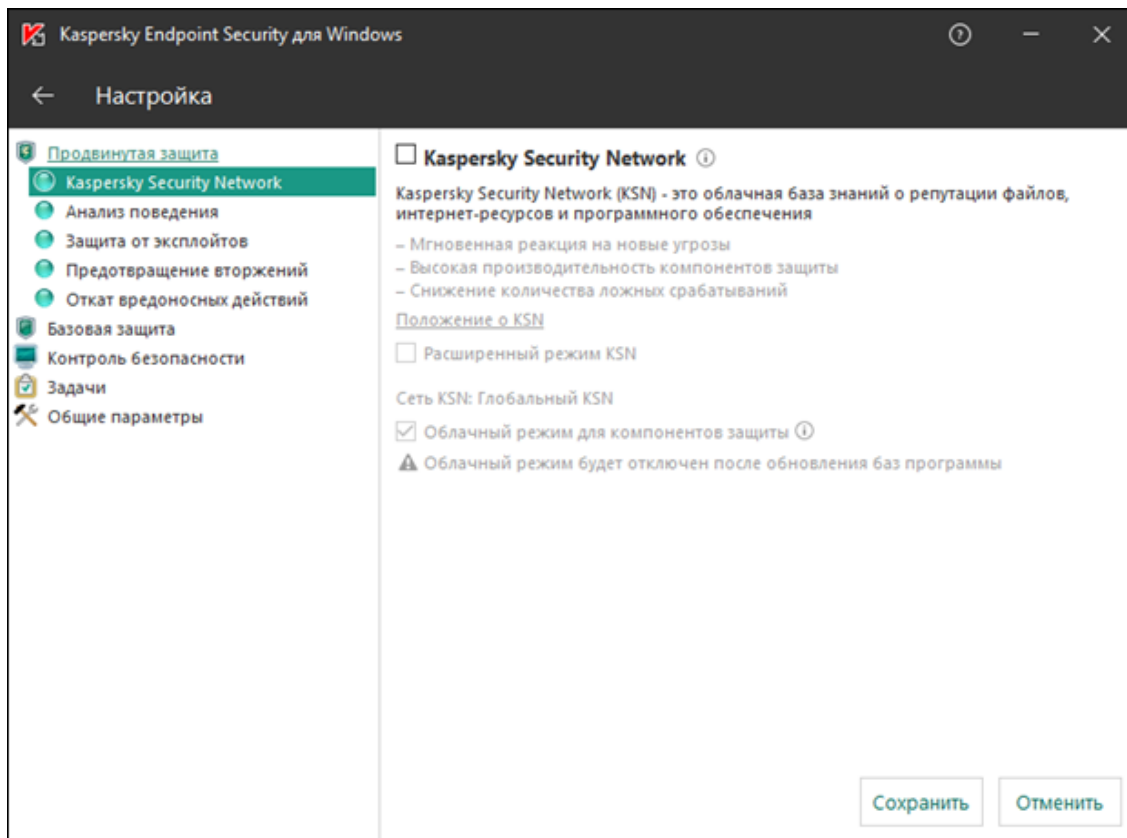 Kaspersky Endpoint Security для Windows
Настройка
Продвинутая защита
Kaspersky Security Network
Анализ поведения
Защита от эксплойтов
Предотвращение вторжений
Откат вредоносных действий
Базовая защита
Контроль безопасности
Задачи
Общие параметры
Kaspersky Security Network
Kaspersky Security Network (KSN) - это облачная база знаний о репутации файлов,
интернет-ресурсов и программного обеспечения
– Мгновенная реакция на новые угрозы
– Высокая производительность компонентов защиты
– Снижение количества ложных срабатываний
Положение о KSN
Расширенный режим KSN
Сеть KSN: Глобальный KSN
Облачный режим для компонентов защиты
Облачный режим будет отключен после обновления баз программы
Сохранить
Отменить